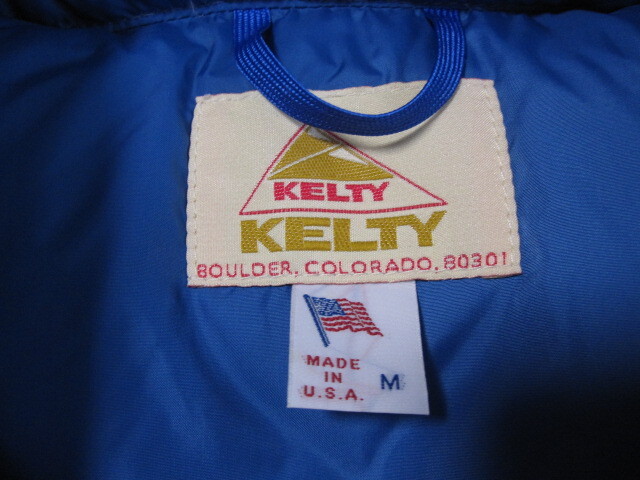 KELTY
KELTY
BOULDER, COLORADO, 80301
MADE
IN
U.S.A.
M